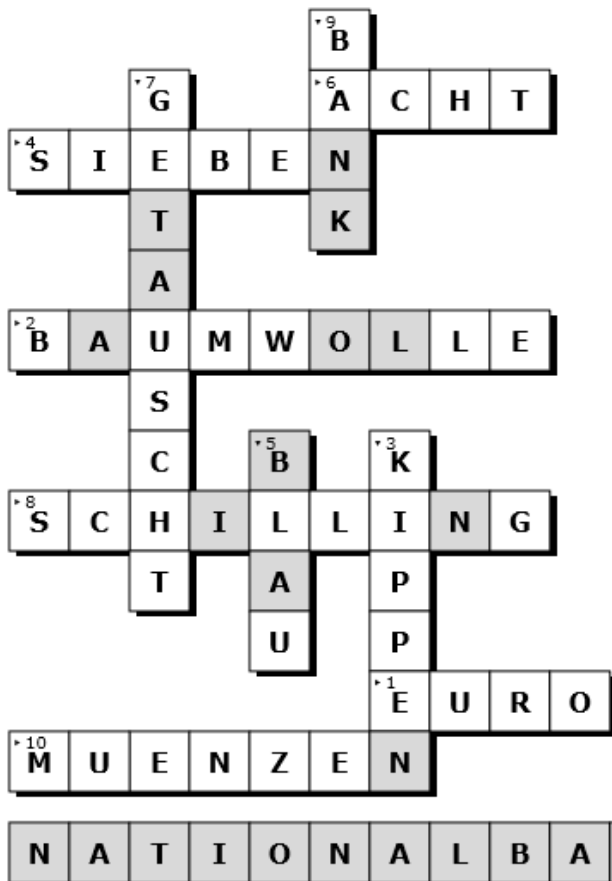 9 B
7 G 6 A C H T
4 S I E B E N
T K
A
2 B A U M W O L L E
S
C 5 B 3 K
8 S C H I L L I N G
T A P
U P
1 E U R O
10 M U E N Z E N
N A T I O N A L B A